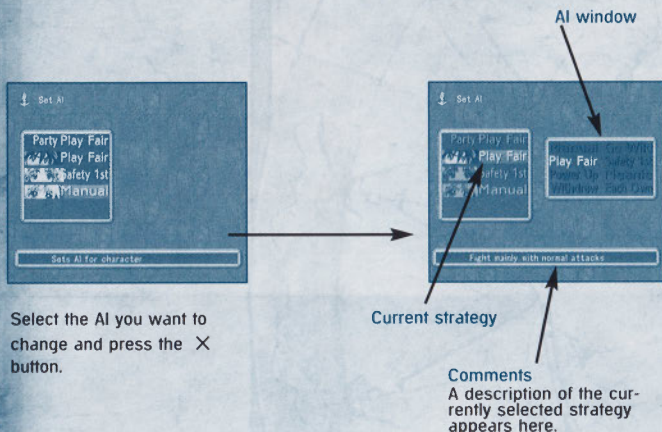 AI window
Set AI
Party Play Fair
Play Fair
Safety 1st
Manual
Sets AI for character
Select the AI you want to
change and press the X
button.
Set AI
Party Play Fair
Play Fair
Safety 1st
Manual
Play Fair
Safety 1st
Fight mainly with normal attacks
Current strategy
Comments
A description of the cur-
rently selected strategy
appears here.